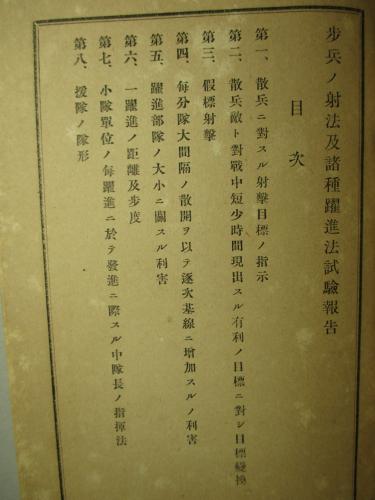 步兵ノ射法及諸種躍進法試驗報告
目次
第一、散兵ニ對スル射擊目標ノ指示
第二、散兵敵ト對戰中短少時間現出スル有利ノ目標ニ對シ目標變換
第三、假標射擊
第四、每分隊大間隔ノ散開ヲ以テ逐次基線ニ增加スルノ利害
第五、躍進部隊ノ大小ニ關スル利害
第六、一躍進ノ距離及步度
第七、小隊單位ノ每躍進ニ於テ發進ニ際スル中隊長ノ指揮法
第八、援隊ノ隊形